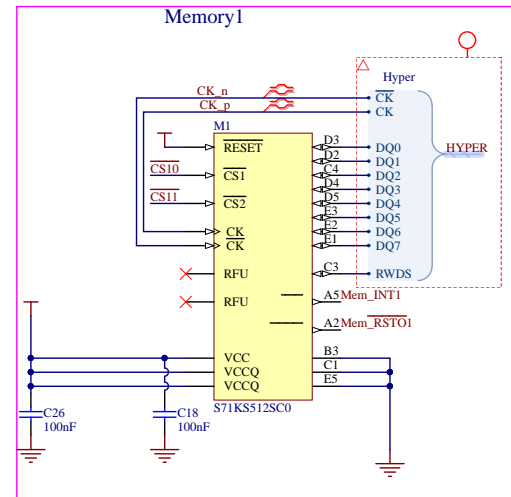 Memory1
Hyper
CK_n
CK
CK_p
CK
M1
RESET
D3
DQ0
HYPER
D2
DQ1
CS10
CS1
C4
DQ2
D4
DQ3
CS11
CS2
D5
DQ4
E3
DQ5
CK
E2
DQ6
CK
E1
DQ7
RFU
C3
RWDS
RFU
A5
Mem_INT1
A2
Mem_RSTO1
VCC
B3
VCCQ
C1
VCCQ
E5
S71KS512SC0
C26
100nF
C18
100nF